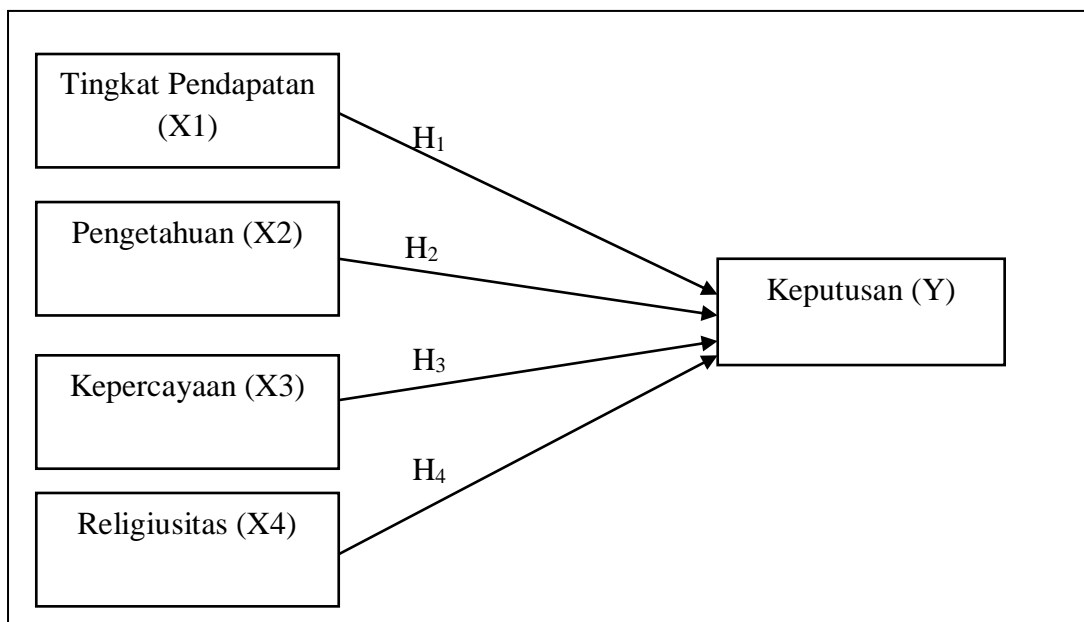 Tingkat Pendapatan
(X1)
H₁
Pengetahuan (X2)
H₂
Keputusan (Y)
Kepercayaan (X3)
H₃
H₄
Religiusitas (X4)